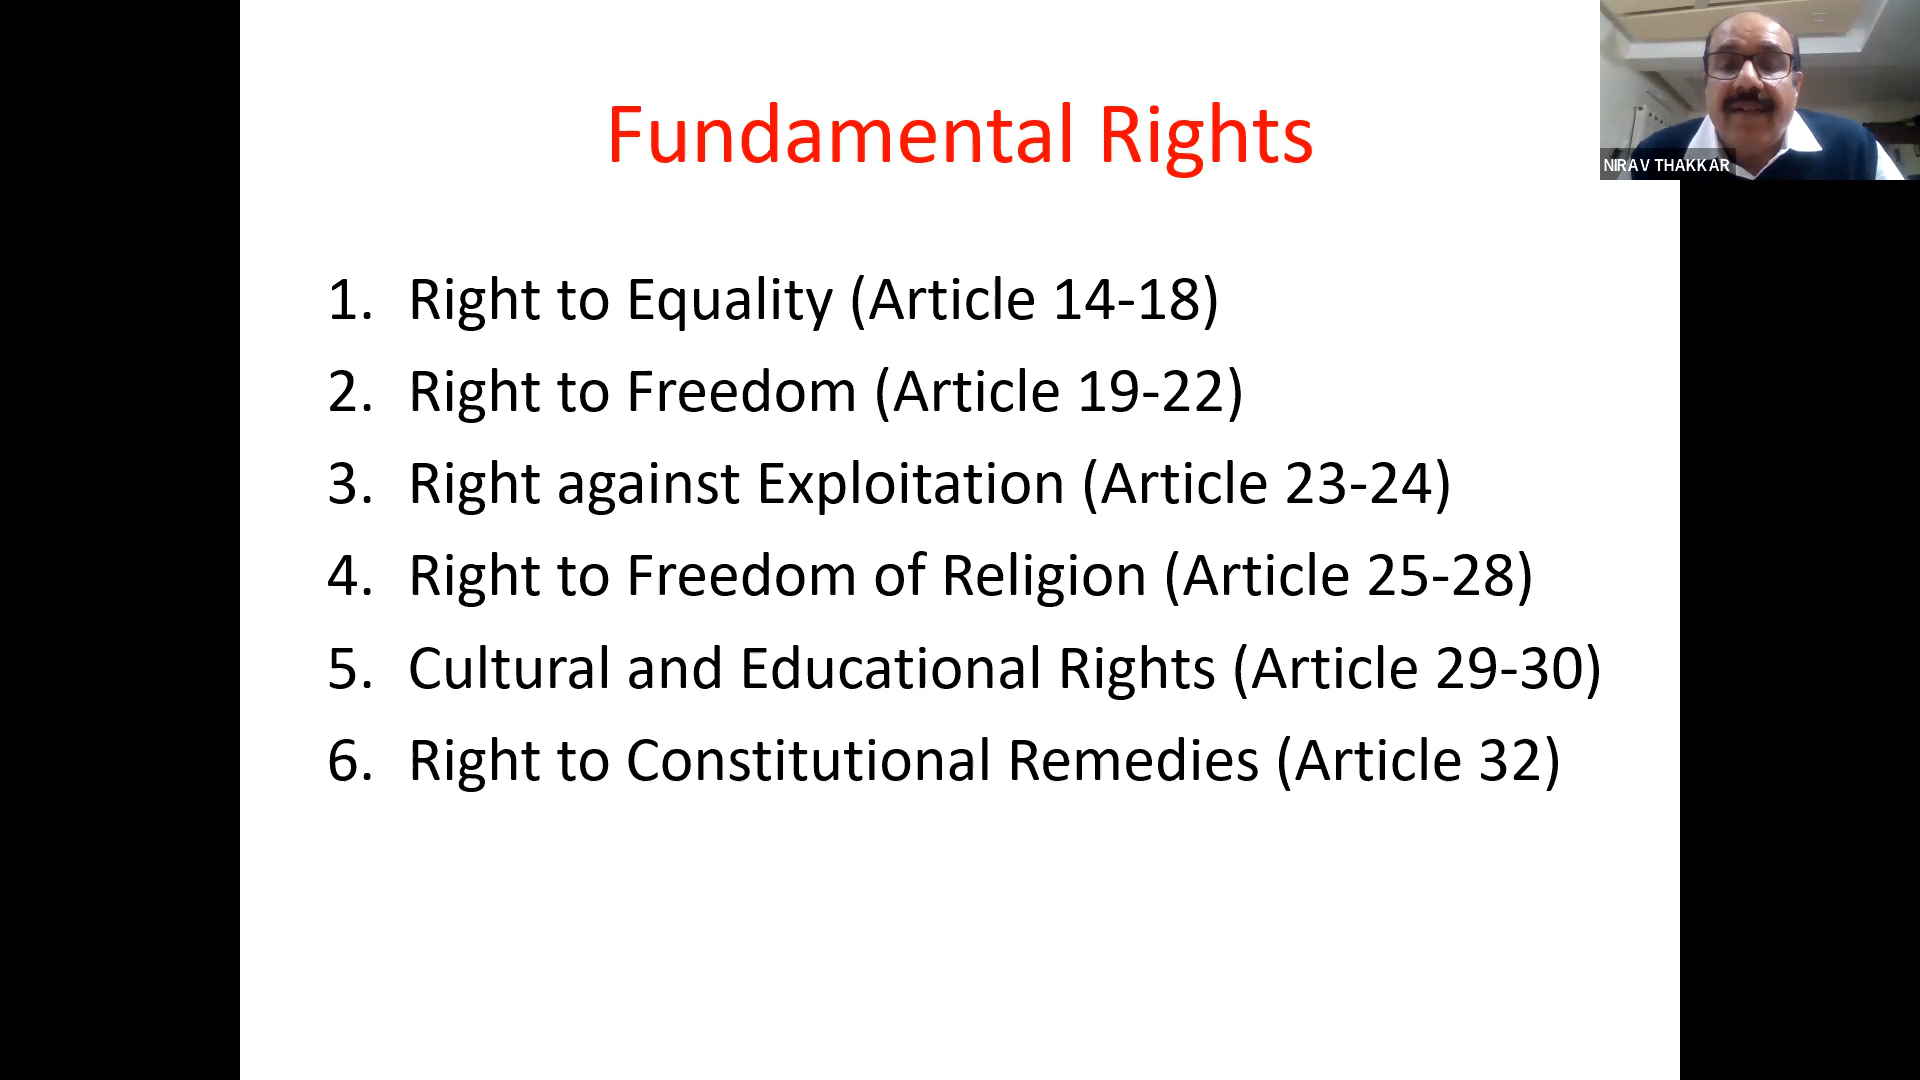 Fundamental Rights
NIRAV THAKKAR
1. Right to Equality (Article 14-18)
2. Right to Freedom (Article 19-22)
3. Right against Exploitation (Article 23-24)
4. Right to Freedom of Religion (Article 25-28)
5. Cultural and Educational Rights (Article 29-30)
6. Right to Constitutional Remedies (Article 32)